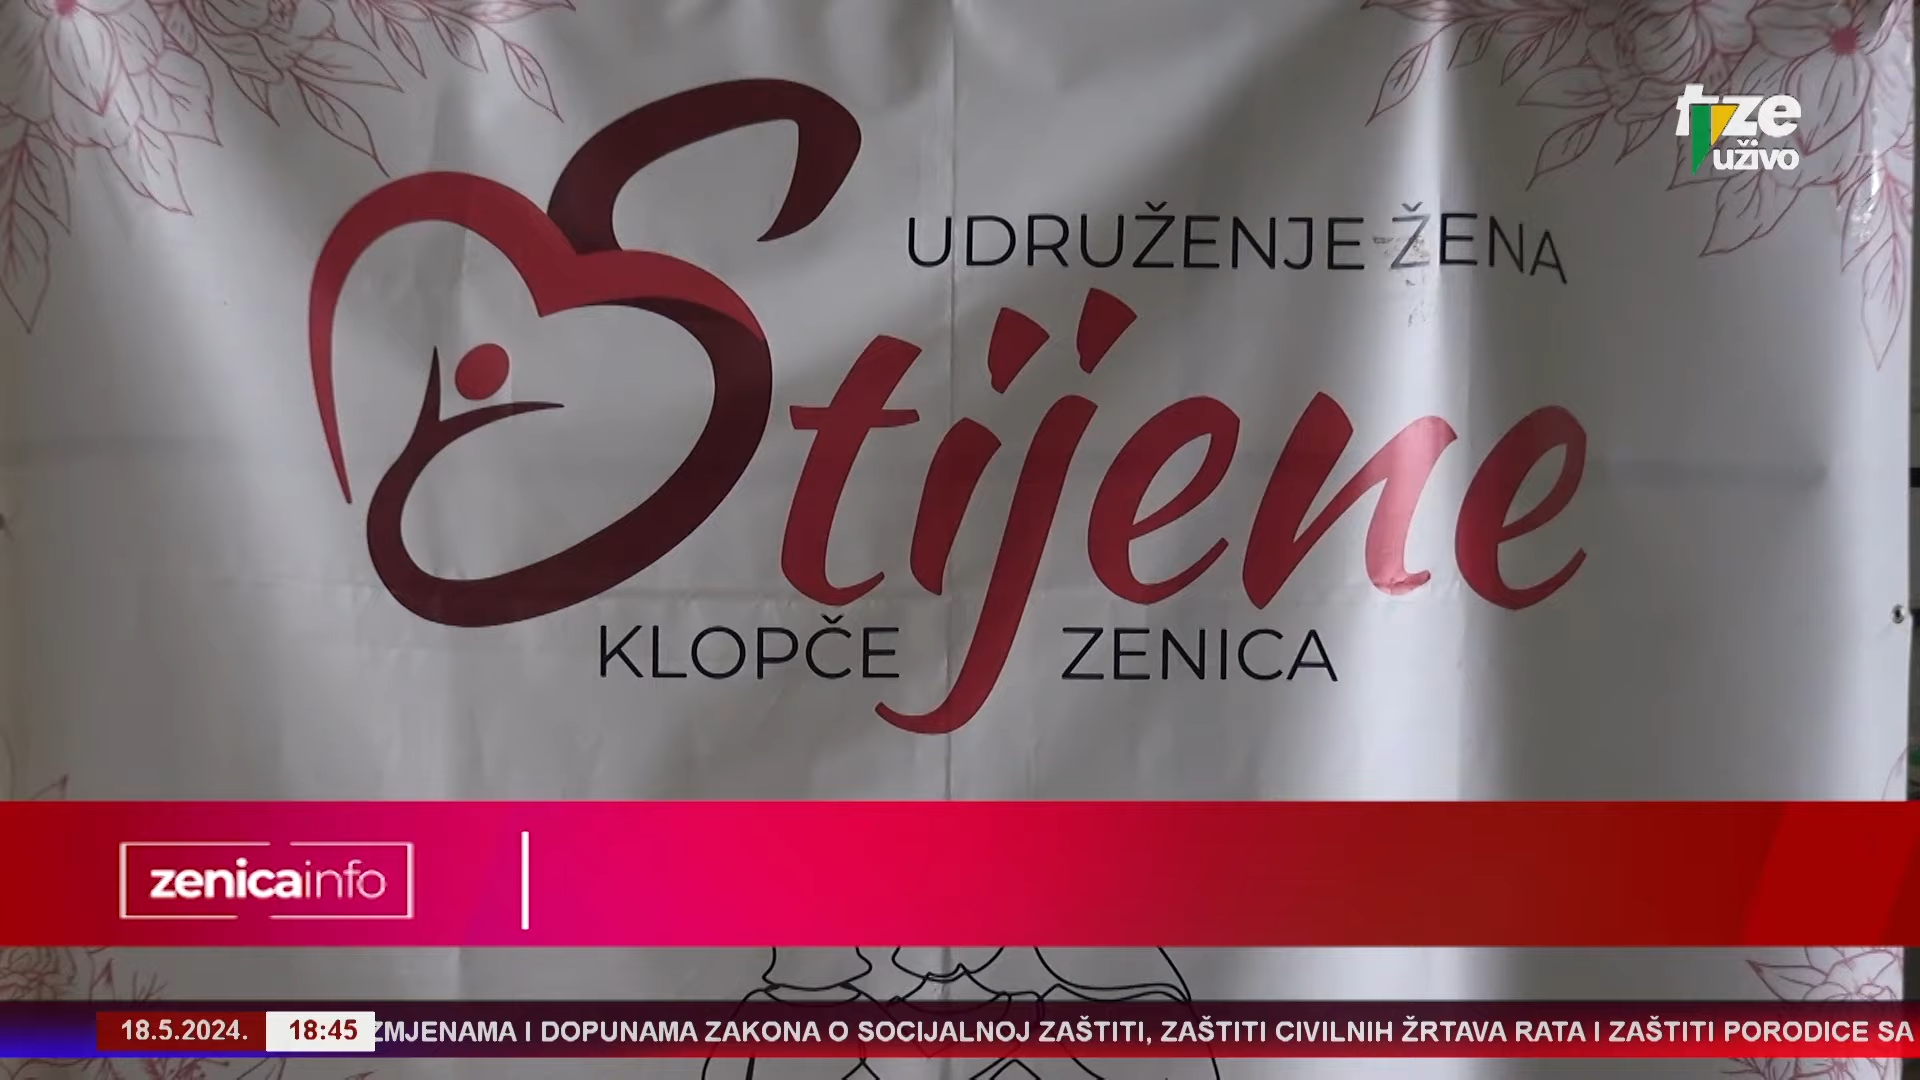 rtvze
uživo
UDRUŽENJE ŽENA
Stijene
KLOPČE ZENICA
zenicainfo
18.5.2024. 18:45 ZMJENAMA I DOPUNAMA ZAKONA O SOCIJALNOJ ZAŠTITI, ZAŠTITI CIVILNIH ŽRTAVA RATA I ZAŠTITI PORODICE SA